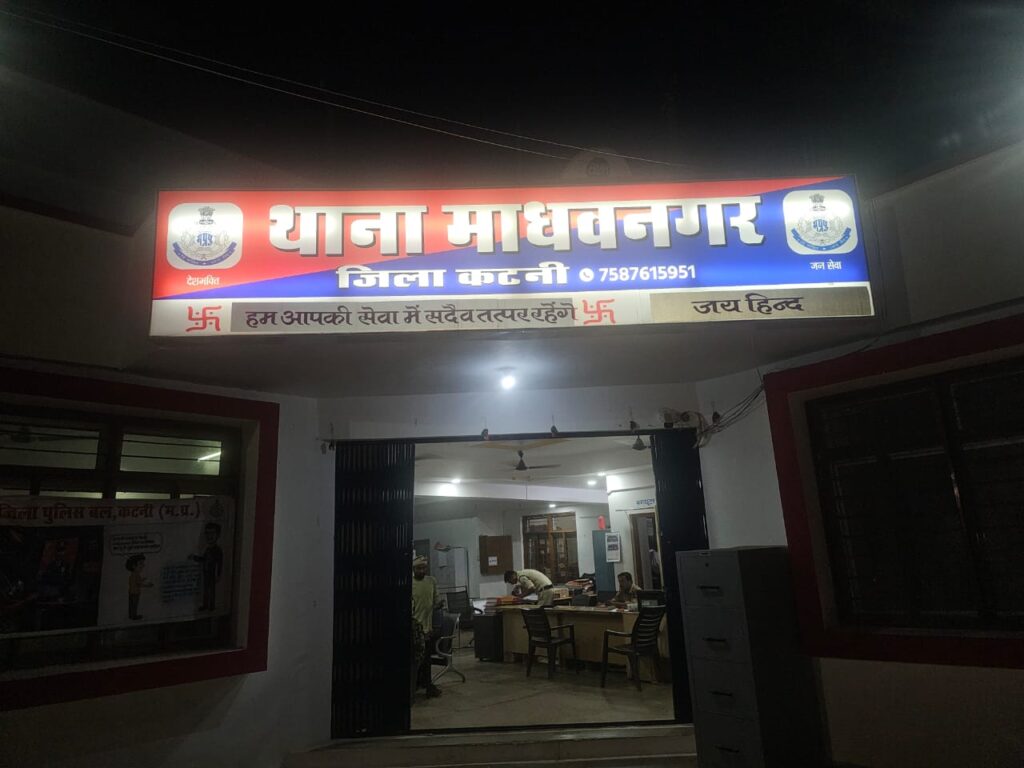 थाना माधवनगर
जिला कटनी 7587615951
देशभक्ति
जन सेवा
हम आपकी सेवा में सदैव तत्पर रहेंगे
जय हिन्द
जिला पुलिस बल, कटनी (म.प्र.)